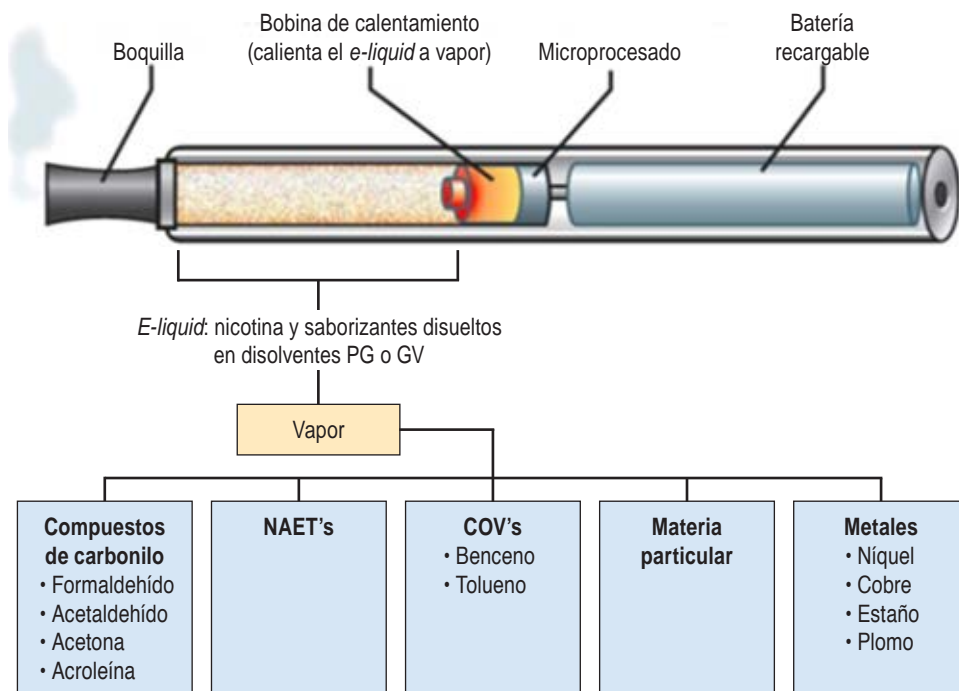 Boquilla
Bobina de calentamiento
(calienta el e-liquid a vapor)
Microprocesado
Batería
recargable
E-liquid: nicotina y saborizantes disueltos
en disolventes PG o GV
Vapor
Compuestos
de carbonilo
• Formaldehído
• Acetaldehído
• Acetona
• Acroleína
NAET's
COV's
• Benceno
• Tolueno
Materia
particular
Metales
• Níquel
• Cobre
• Estaño
• Plomo